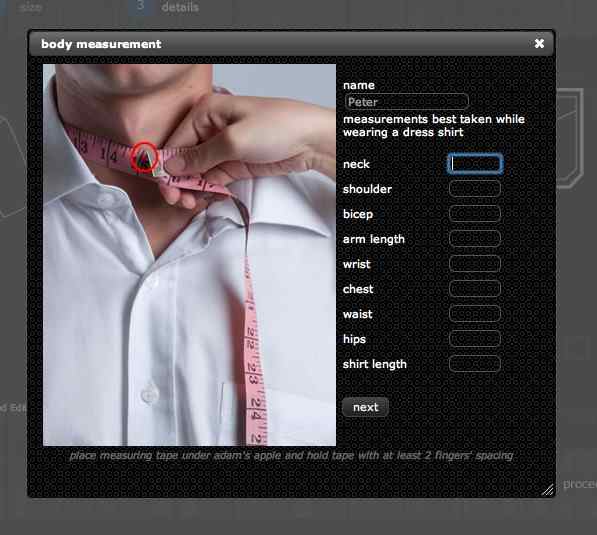 size
3
details
body measurement
✖
name
Peter
measurements best taken while
wearing a dress shirt
neck
shoulder
bicep
arm length
wrist
chest
waist
hips
shirt length
next
place measuring tape under adam's apple and hold tape with at least 2 fingers' spacing
d Edi
proce